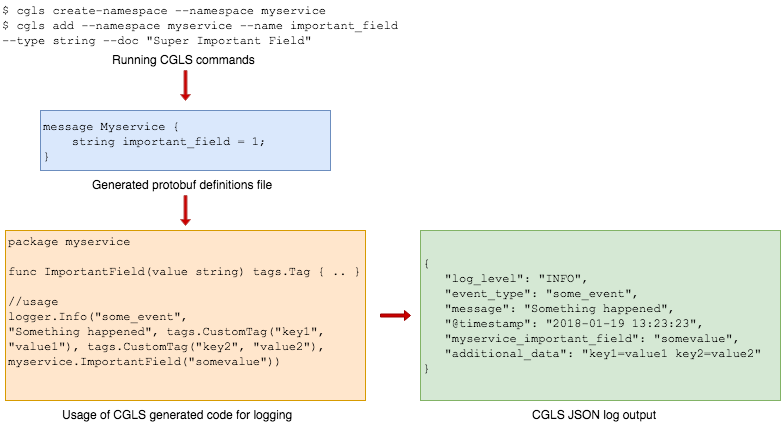 $ cgls create-namespace --namespace myservice
$ cgls add --namespace myservice --name important_field
--type string --doc "Super Important Field"
Running CGLS commands
message Myservice {
    string important_field = 1;
}
Generated protobuf definitions file
package myservice
func ImportantField(value string) tags.Tag { .. }
//usage
logger.Info("some_event",
"Something happened", tags.CustomTag("key1",
"value1"), tags.CustomTag("key2", "value2"),
myservice.ImportantField("somevalue"))
Usage of CGLS generated code for logging
{
   "log_level": "INFO",
   "event_type": "some_event",
   "message": "Something happened",
   "@timestamp": "2018-01-19 13:23:23",
   "myservice_important_field": "somevalue",
   "additional_data": "key1=value1 key2=value2"
}
CGLS JSON log output